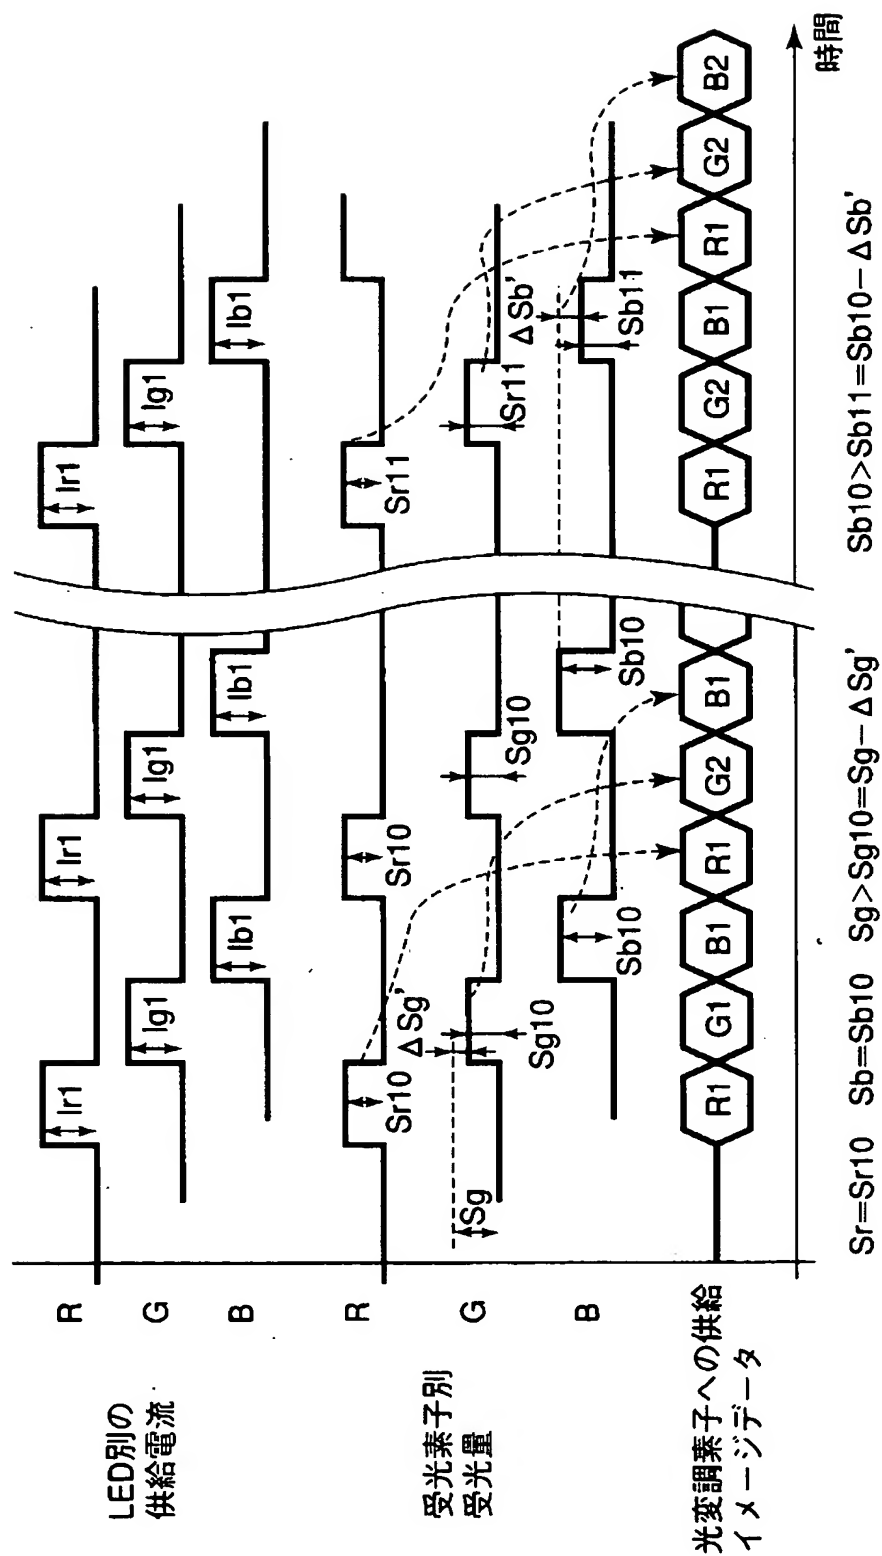 LED別の
供給電流
R
Ir1
Ir1
Ir1
G
Ig1
Ig1
Ig1
B
Ib1
Ib1
Ib1
受光素子別
受光量
R
Sr10
Sr10
Sr11
G
Sg
ΔSg'
Sg10
Sg10
Sr11
B
Sb10
Sb10
ΔSb'
Sb11
光変調素子への供給
イメージデータ
R1
G1
B1
R1
G2
B1
R1
G2
B1
R1
G2
B2
時間
Sr=Sr10 Sb=Sb10 Sg>Sg10=Sg−ΔSg' Sb10>Sb11=Sb10−ΔSb'